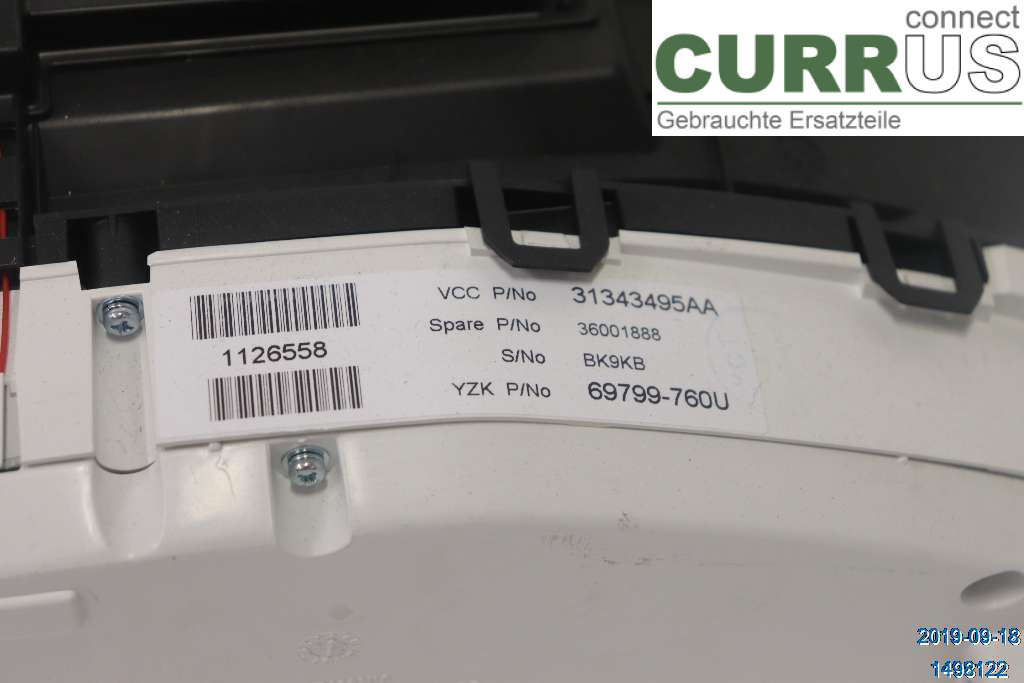 connect
CURRUS
Gebrauchte Ersatzteile
VCC P/No 31343495AA
Spare P/No 36001888
1126558
S/No BK9KB
YZK P/No 69799-760U
2019-09-18
1498122